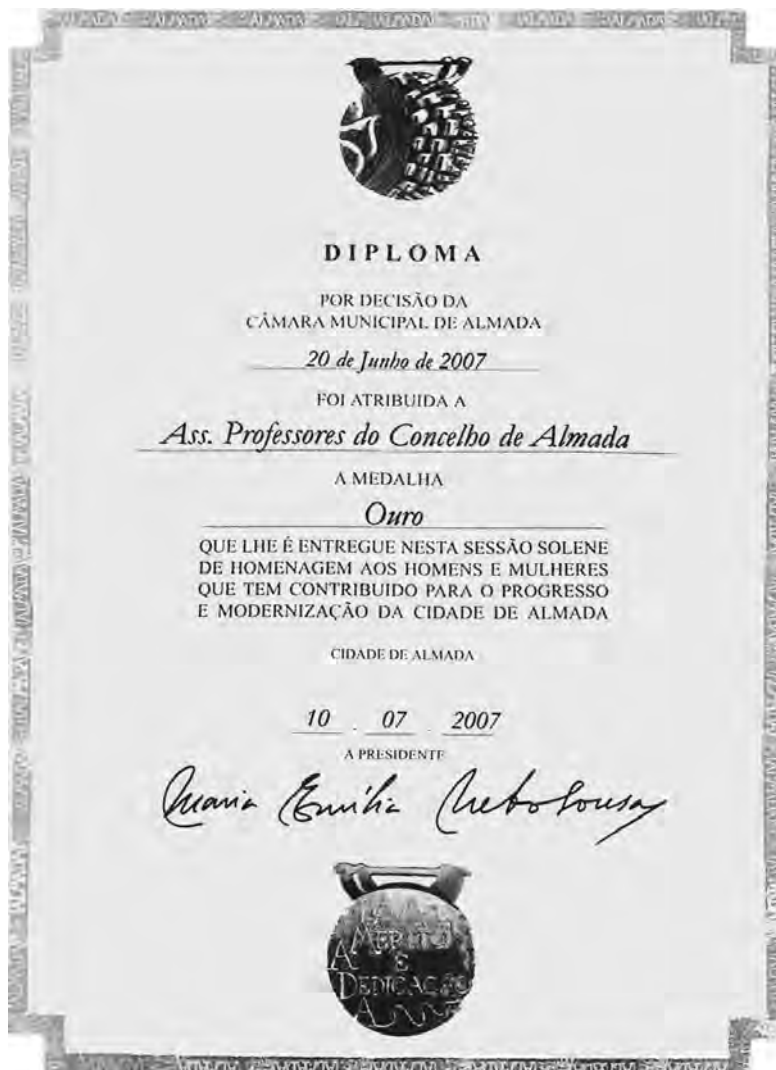 DIPLOMA
POR DECISÃO DA
CÂMARA MUNICIPAL DE ALMADA
20 de Junho de 2007
FOI ATRIBUIDA A
Ass. Professores do Concelho de Almada
A MEDALHA
Ouro
QUE LHE É ENTREGUE NESTA SESSÃO SOLENE
DE HOMENAGEM AOS HOMENS E MULHERES
QUE TEM CONTRIBUIDO PARA O PROGRESSO
E MODERNIZAÇÃO DA CIDADE DE ALMADA
CIDADE DE ALMADA
10 . 07 . 2007
A PRESIDENTE
Maria Emília Neto Sousa
MERITO
E
DEDICAÇÃO